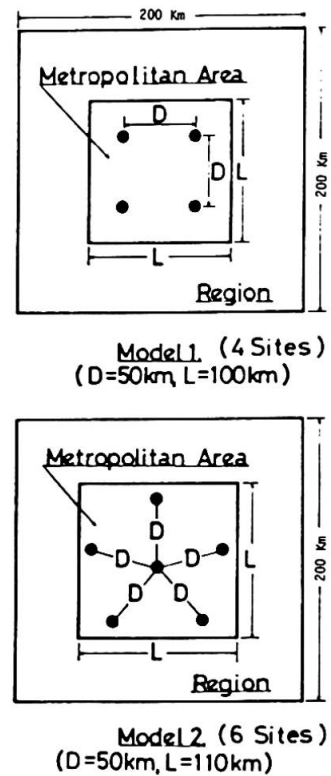 200 Km
Metropolitan Area
D
D
L
200 Km
L
Region
Model 1 (4 Sites)
(D=50km, L=100km)
Metropolitan Area
D
D
D
L
200 Km
D
D
L
Region
Model 2 (6 Sites)
(D=50km, L=110km)